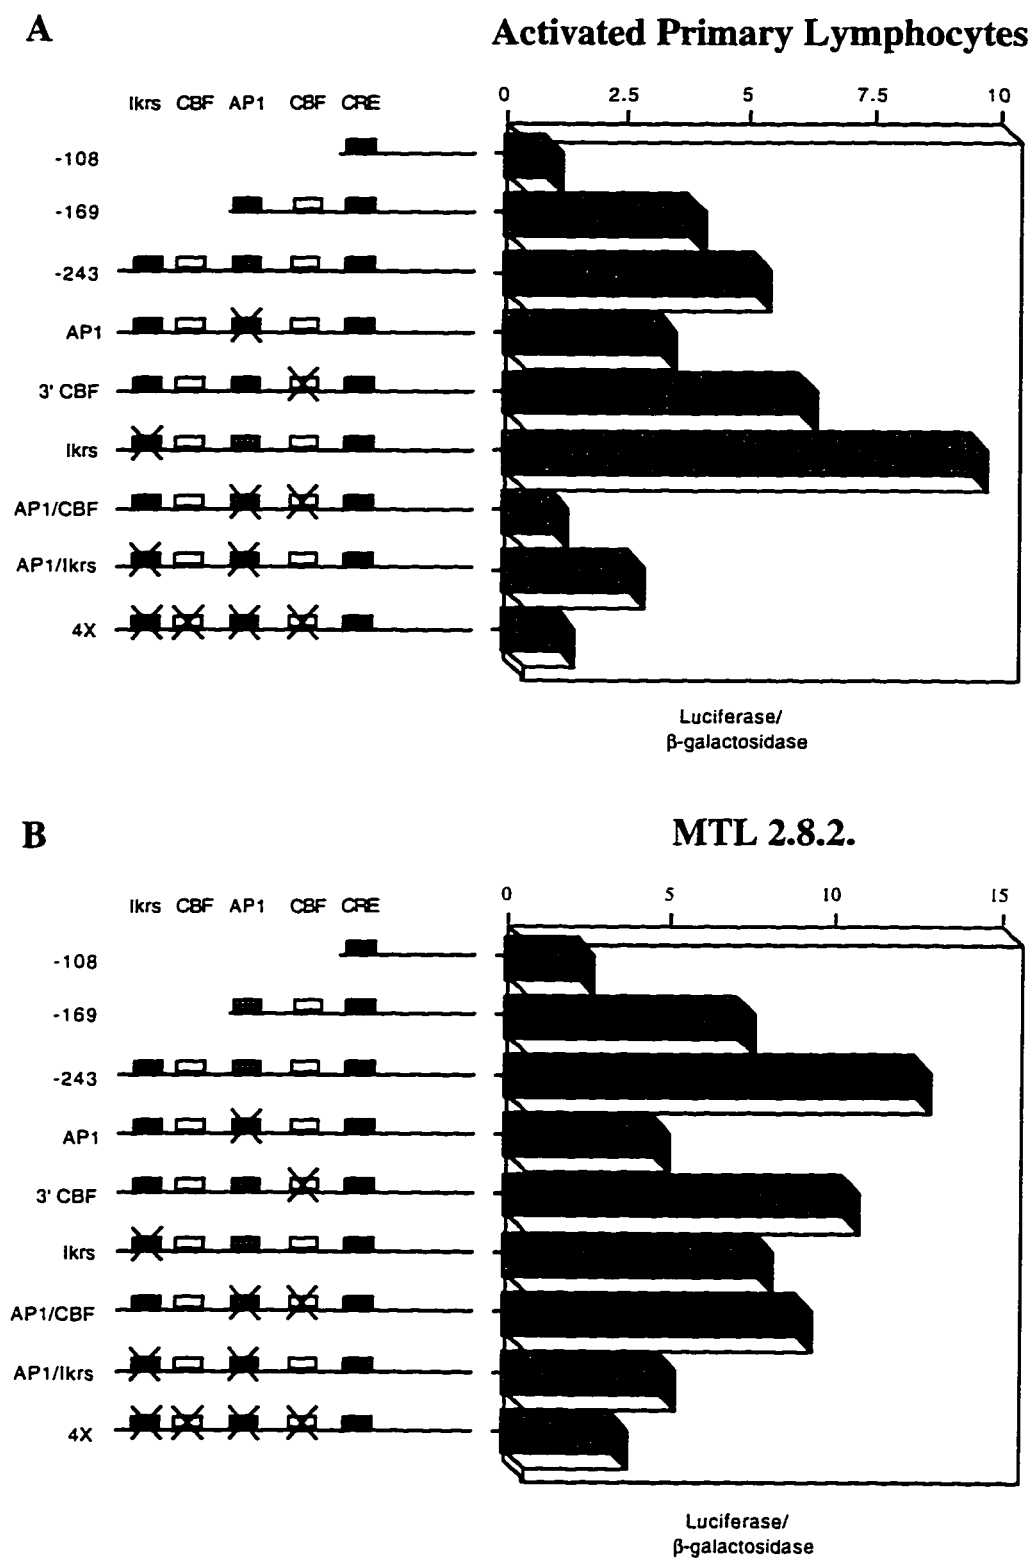 A
Activated Primary Lymphocytes
Ikrs CBF AP1 CBF CRE
0 2.5 5 7.5 10
-108
-169
-243
AP1
3' CBF
Ikrs
AP1/CBF
AP1/Ikrs
4X
Luciferase/
β-galactosidase
B
MTL 2.8.2.
Ikrs CBF AP1 CBF CRE
0 5 10 15
-108
-169
-243
AP1
3' CBF
Ikrs
AP1/CBF
AP1/Ikrs
4X
Luciferase/
β-galactosidase